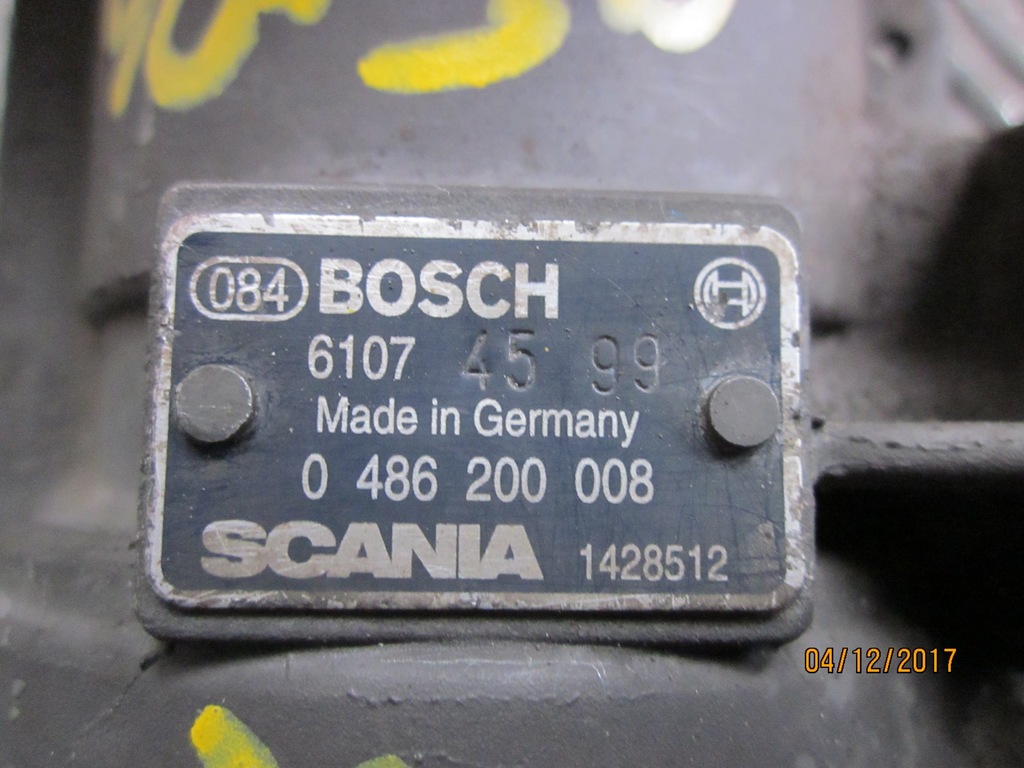 084 BOSCH
6107 45 99
Made in Germany
0 486 200 008
SCANIA 1428512
04/12/2017